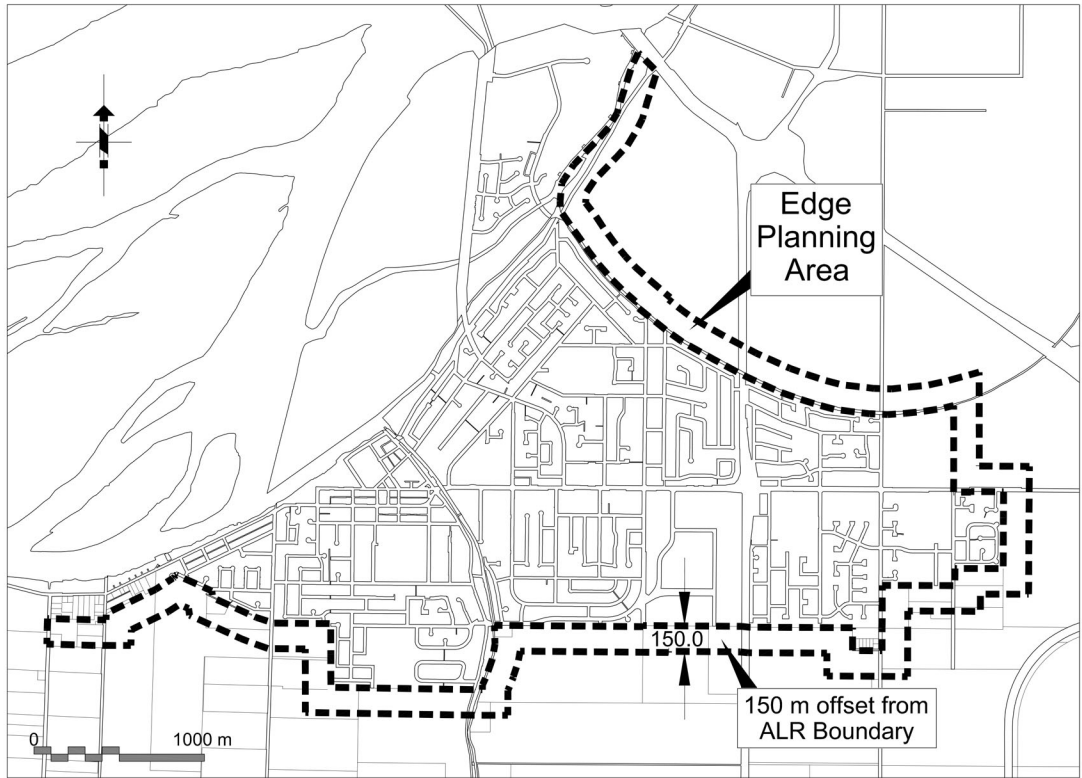 Edge
Planning
Area
150.0
150 m offset from
ALR Boundary
0
1000 m